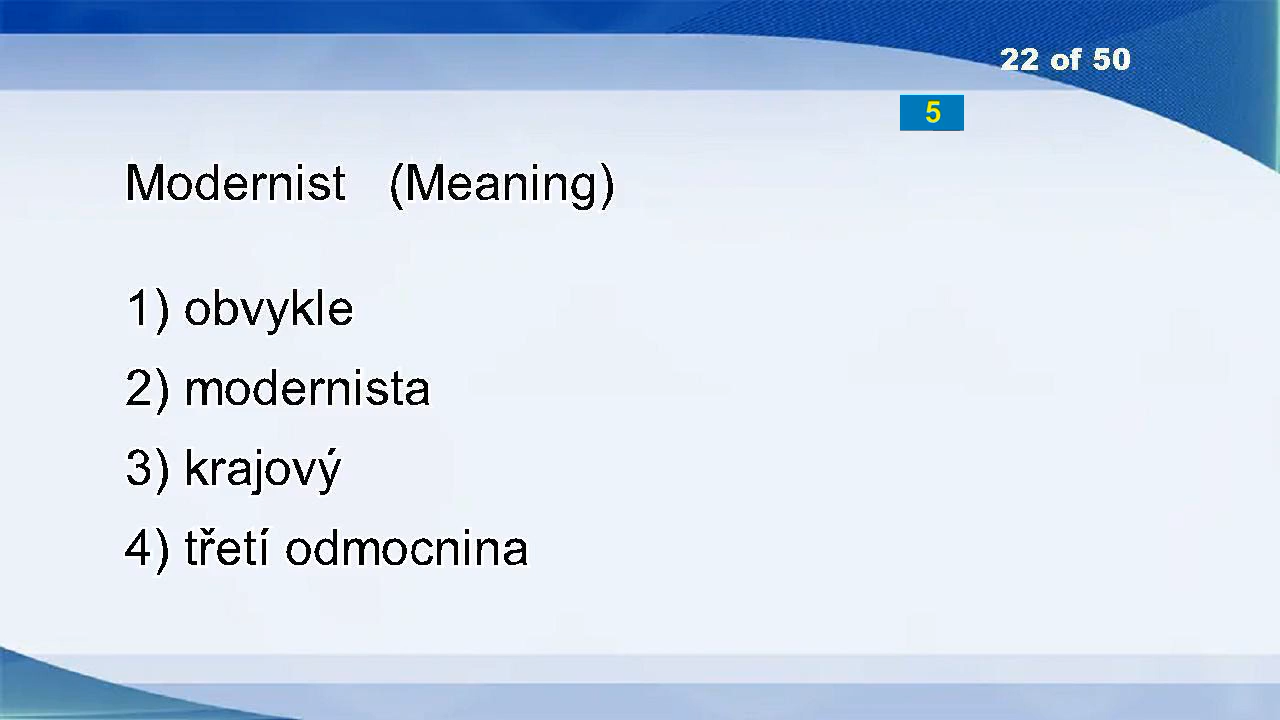 22 of 50
5
Modernist (Meaning)
1) obvykle
2) modernista
3) krajový
4) třetí odmocnina